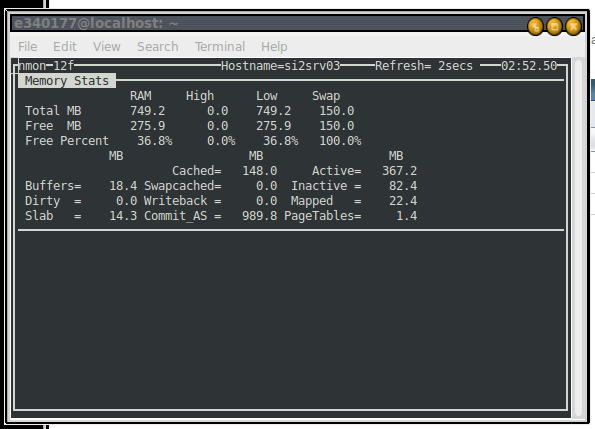 e340177@localhost: ~
File Edit View Search Terminal Help
nmon-12f Hostname=si2srv03 Refresh= 2secs 02:52.50
Memory Stats
RAM High Low Swap
Total MB 749.2 0.0 749.2 150.0
Free MB 275.9 0.0 275.9 150.0
Free Percent 36.8% 0.0% 36.8% 100.0%
MB MB MB
Cached= 148.0 Active= 367.2
Buffers= 18.4 Swapcached= 0.0 Inactive = 82.4
Dirty = 0.0 Writeback = 0.0 Mapped = 22.4
Slab = 14.3 Commit_AS = 989.8 PageTables= 1.4